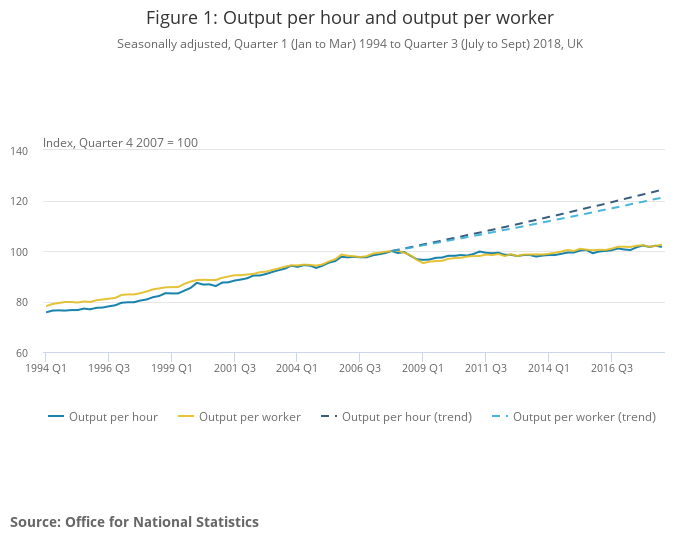 Figure 1: Output per hour and output per worker
Seasonally adjusted, Quarter 1 (Jan to Mar) 1994 to Quarter 3 (July to Sept) 2018, UK
Index, Quarter 4 2007 = 100
140
120
100
80
60
1994 Q1 1996 Q3 1999 Q1 2001 Q3 2004 Q1 2006 Q3 2009 Q1 2011 Q3 2014 Q1 2016 Q3
Output per hour Output per worker Output per hour (trend) Output per worker (trend)
Source: Office for National Statistics